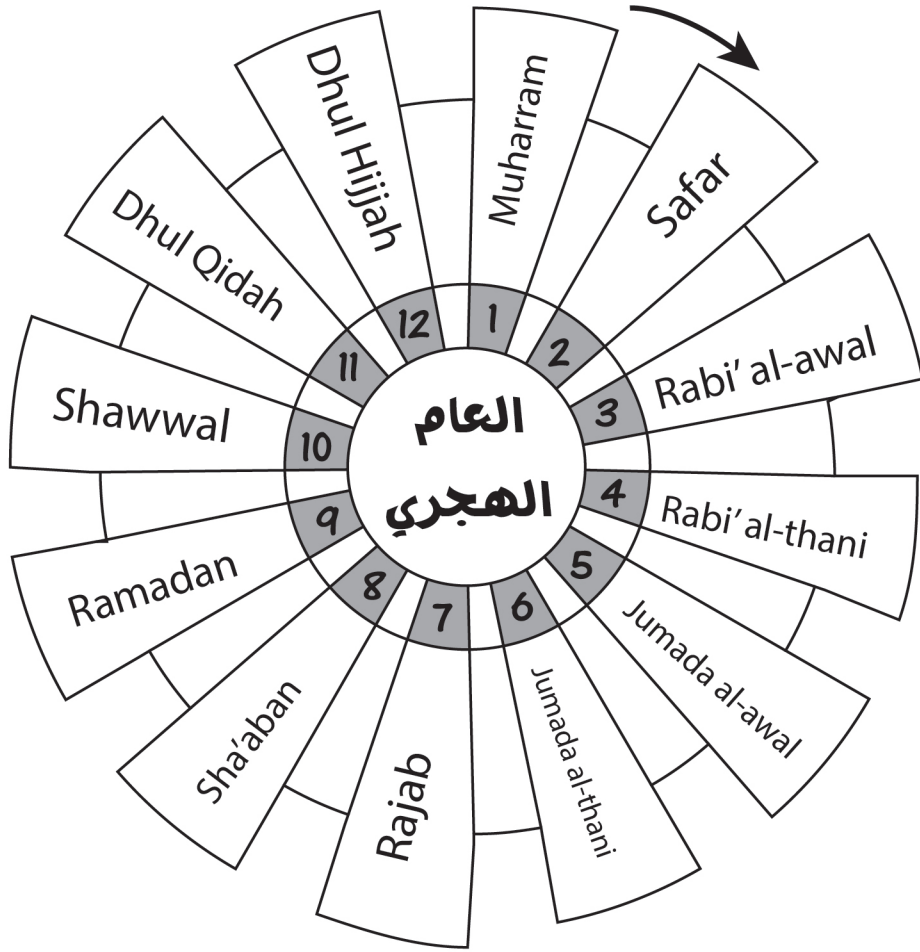 العام
الهجري
1
Muharram
2
Safar
3
Rabi' al-awal
4
Rabi' al-thani
5
Jumada al-awal
6
Jumada al-thani
7
Rajab
8
Sha'aban
9
Ramadan
10
Shawwal
11
Dhul Qidah
12
Dhul Hijjah